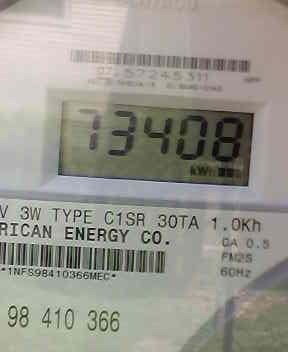 57245311
73408
kWh
V 3W TYPE C1SR 30TA 1.0Kh
RICAN ENERGY CO.
CA 0.5
FM2S
60Hz
*1NFS98410366MEC*
98 410 366